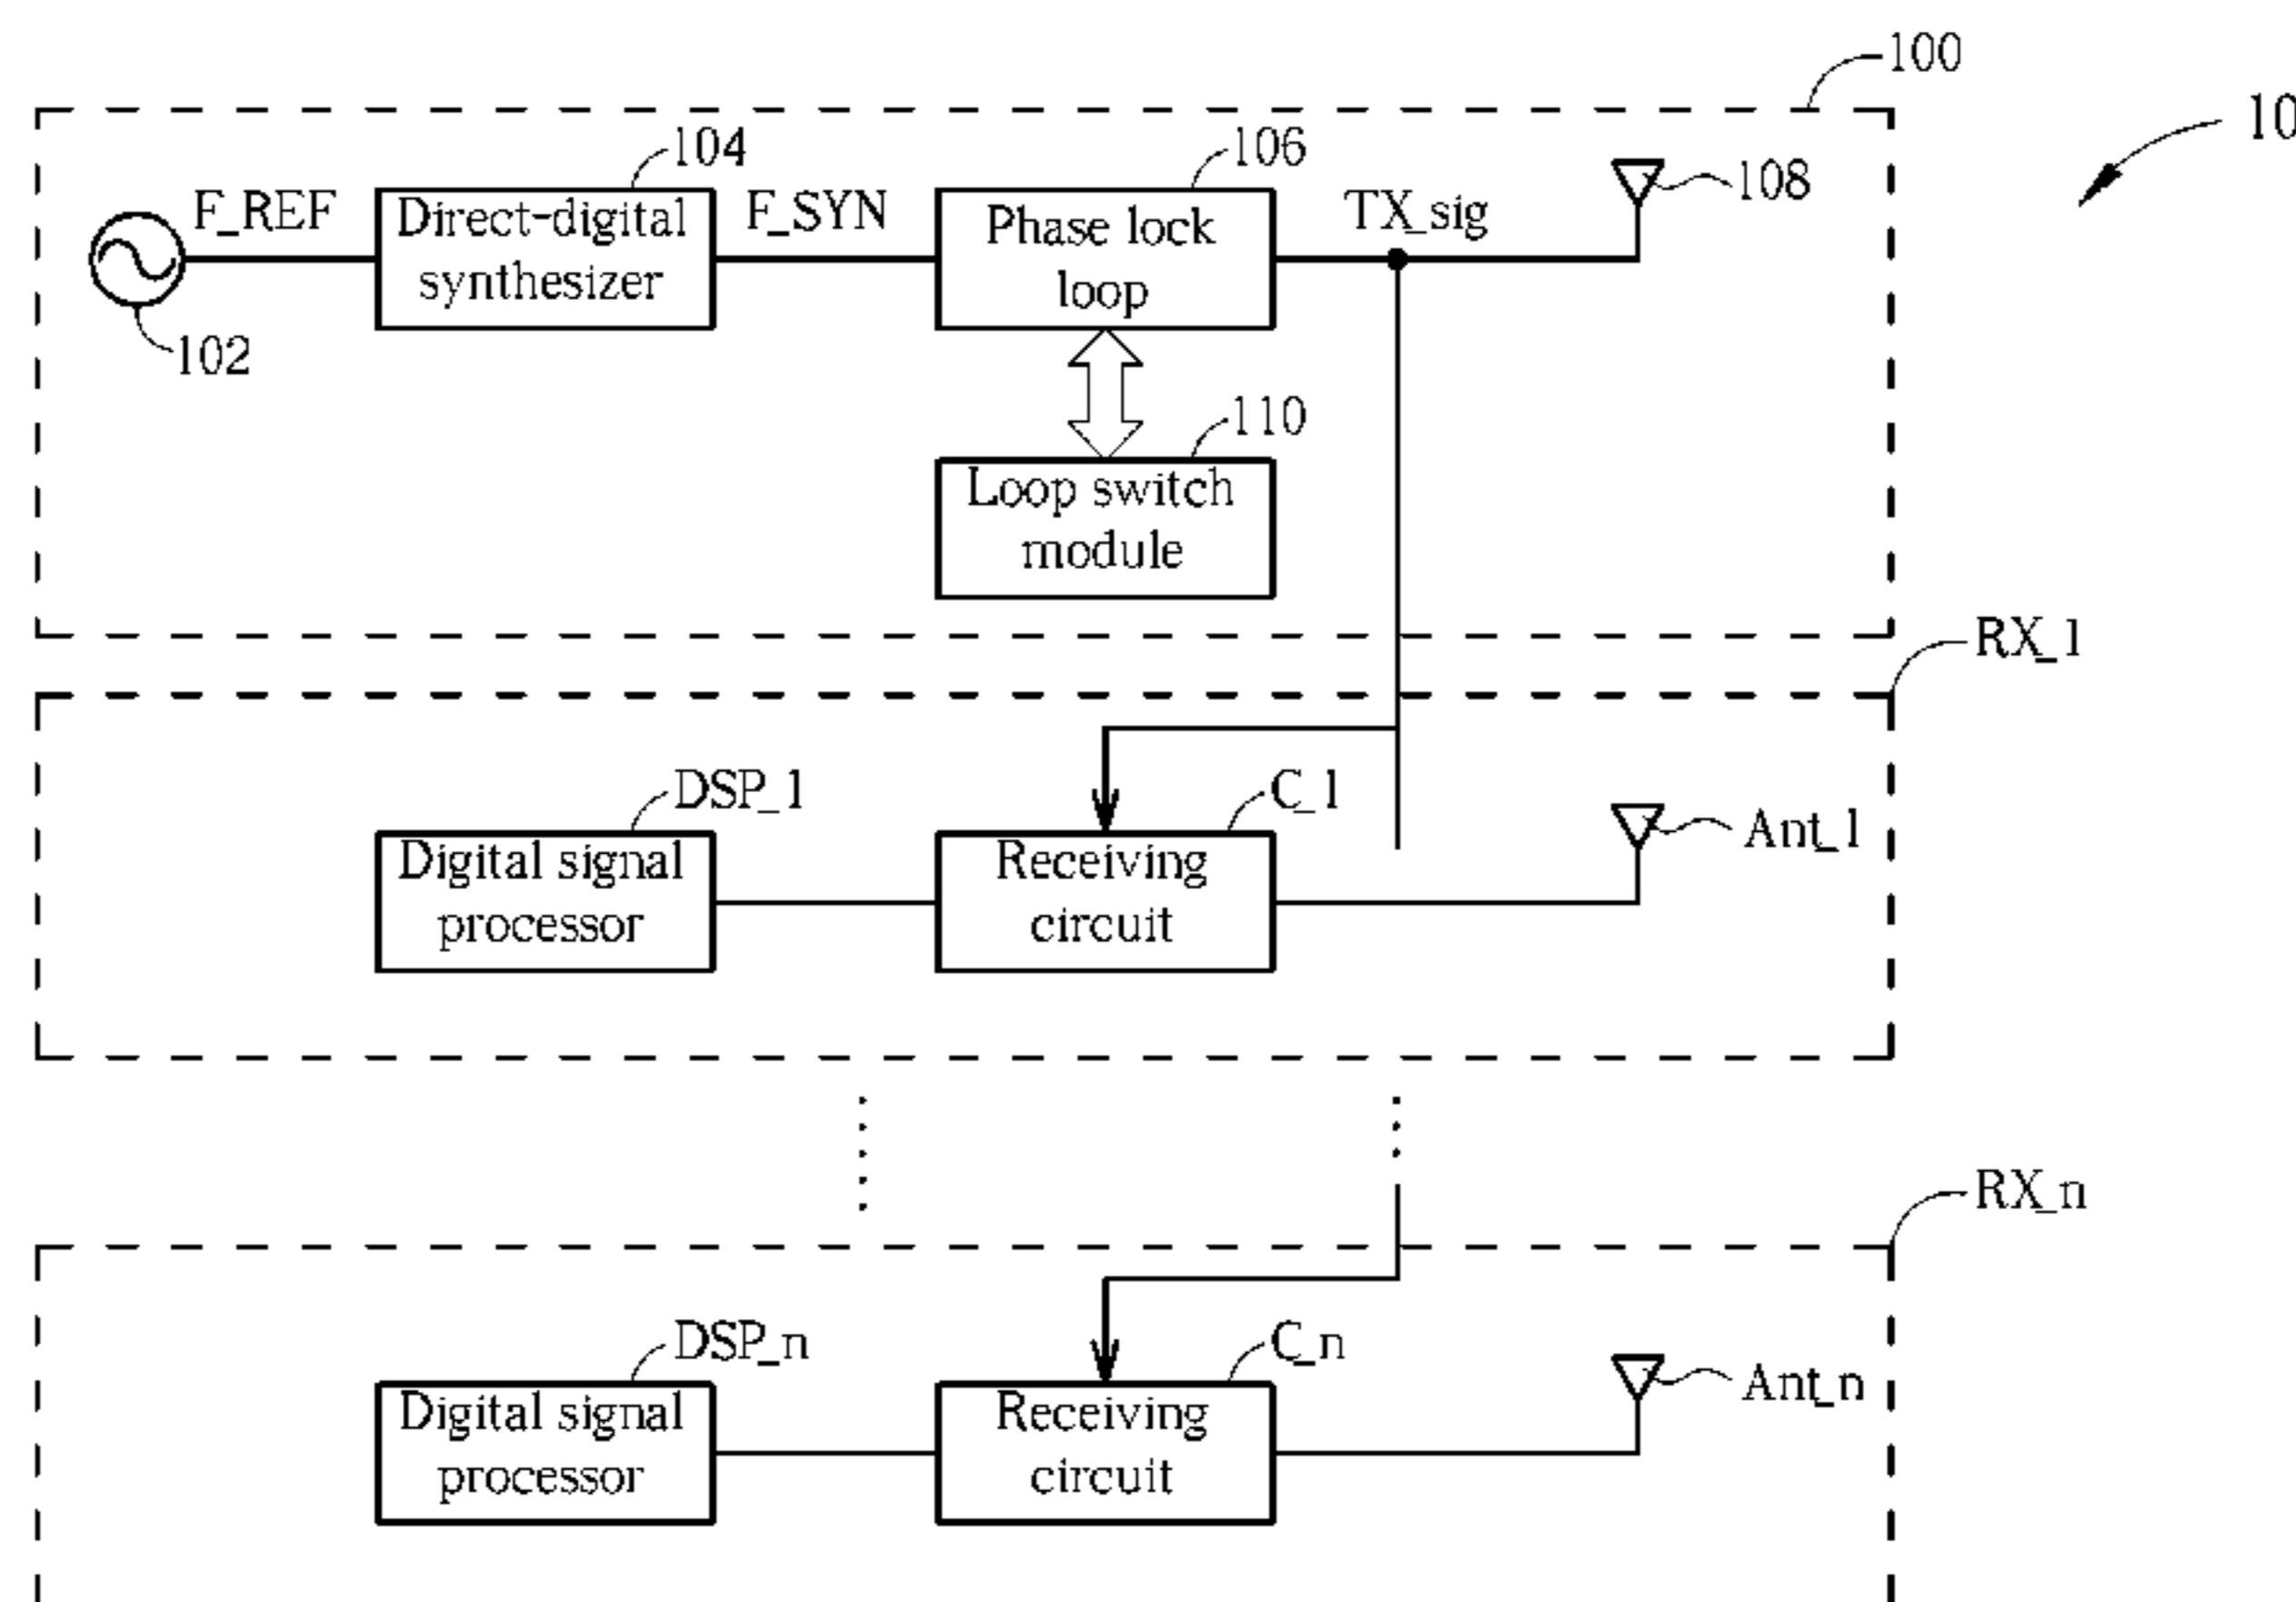 100
10
104
106
108
F_REF
Direct-digital
synthesizer
F_SYN
Phase lock
loop
TX_sig
102
110
Loop switch
module
RX_1
DSP_1
C_1
Ant_1
Digital signal
processor
Receiving
circuit
RX_n
DSP_n
C_n
Ant_n
Digital signal
processor
Receiving
circuit